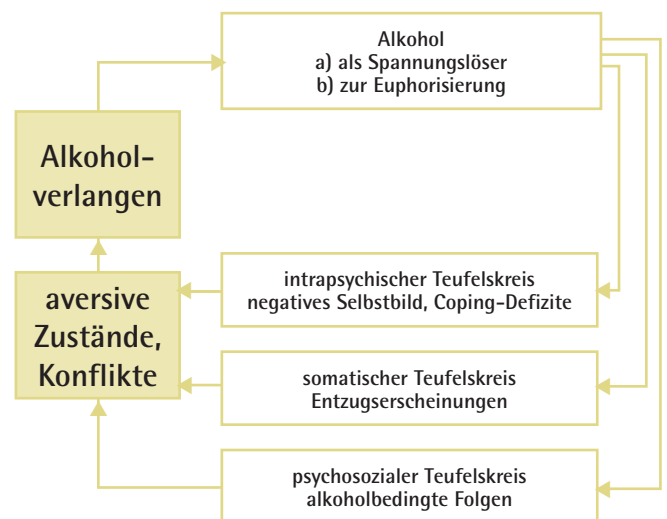 Alkohol
a) als Spannungslöser
b) zur Euphorisierung
Alkohol-
verlangen
aversive
Zustände,
Konflikte
intrapsychischer Teufelskreis
negatives Selbstbild, Coping-Defizite
somatischer Teufelskreis
Entzugserscheinungen
psychosozialer Teufelskreis
alkoholbedingte Folgen